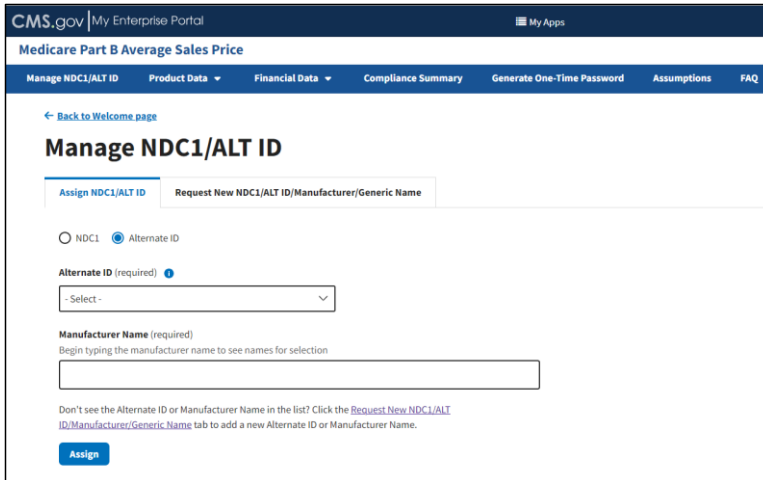 CMS.gov My Enterprise Portal
My Apps
Medicare Part B Average Sales Price
Manage NDC1/ALT ID Product Data Financial Data Compliance Summary Generate One-Time Password Assumptions FAQ
← Back to Welcome page
Manage NDC1/ALT ID
Assign NDC1/ALT ID Request New NDC1/ALT ID/Manufacturer/Generic Name
NDC1 Alternate ID
Alternate ID (required)
- Select -
Manufacturer Name (required)
Begin typing the manufacturer name to see names for selection
Don't see the Alternate ID or Manufacturer Name in the list? Click the Request New NDC1/ALT
ID/Manufacturer/Generic Name tab to add a new Alternate ID or Manufacturer Name.
Assign